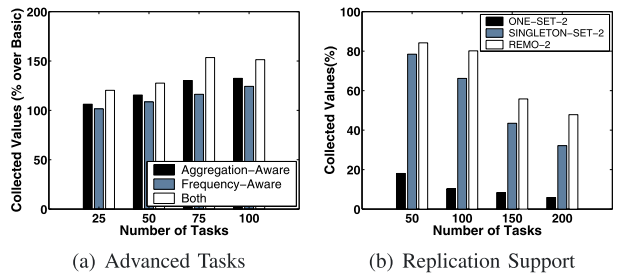 Collected Values (% over Basic)
200
150
100
50
0
25 50 75 100
Number of Tasks
Aggregation-Aware
Frequency-Aware
Both
(a) Advanced Tasks
Collected Values(%)
100
80
60
40
20
0
50 100 150 200
Number of Tasks
ONE-SET-2
SINGLETON-SET-2
REMO-2
(b) Replication Support